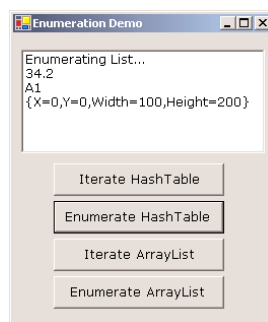 Enumeration Demo
Enumerating List...
34.2
A1
{X=0,Y=0,Width=100,Height=200}
Iterate HashTable
Enumerate HashTable
Iterate ArrayList
Enumerate ArrayList